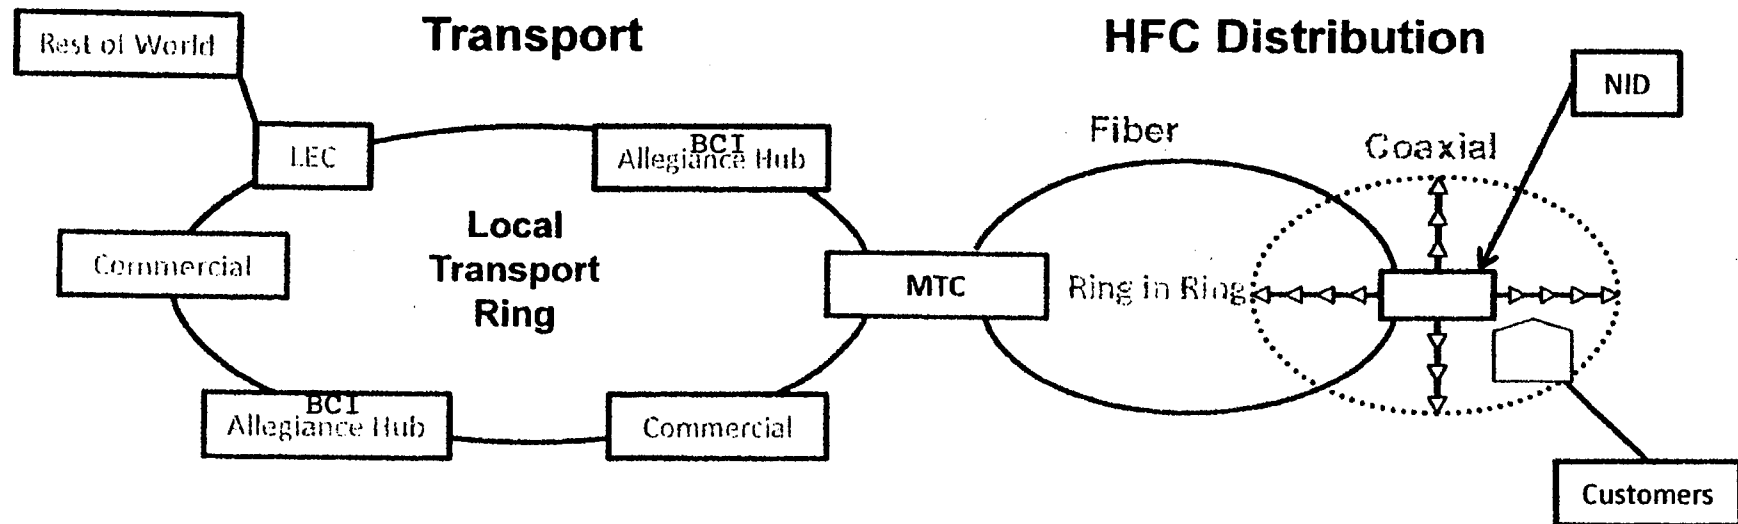 Transport
HFC Distribution
Rest of World
NID
LEC
BCI
Allegiance Hub
Fiber
Coaxial
Commercial
Local
Transport
Ring
MTC
Ring in Ring
BCI
Allegiance Hub
Commercial
Customers